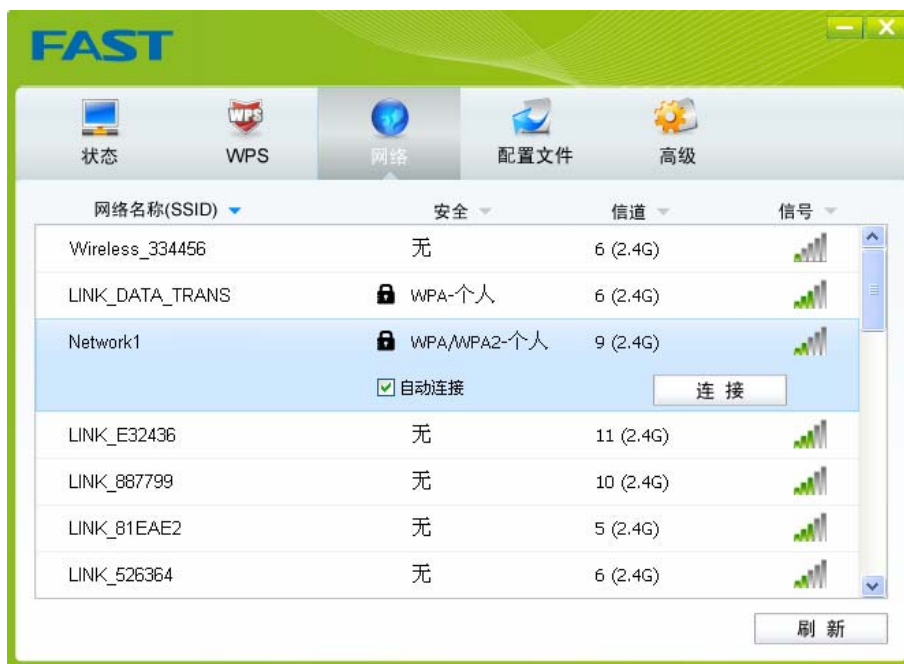 FAST
状态 WPS 网络 配置文件 高级
网络名称(SSID) 安全 信道 信号
Wireless_334456 无 6 (2.4G)
LINK_DATA_TRANS WPA-个人 6 (2.4G)
Network1 WPA/WPA2-个人 9 (2.4G)
自动连接 连 接
LINK_E32436 无 11 (2.4G)
LINK_887799 无 10 (2.4G)
LINK_81EAE2 无 5 (2.4G)
LINK_526364 无 6 (2.4G)
刷 新